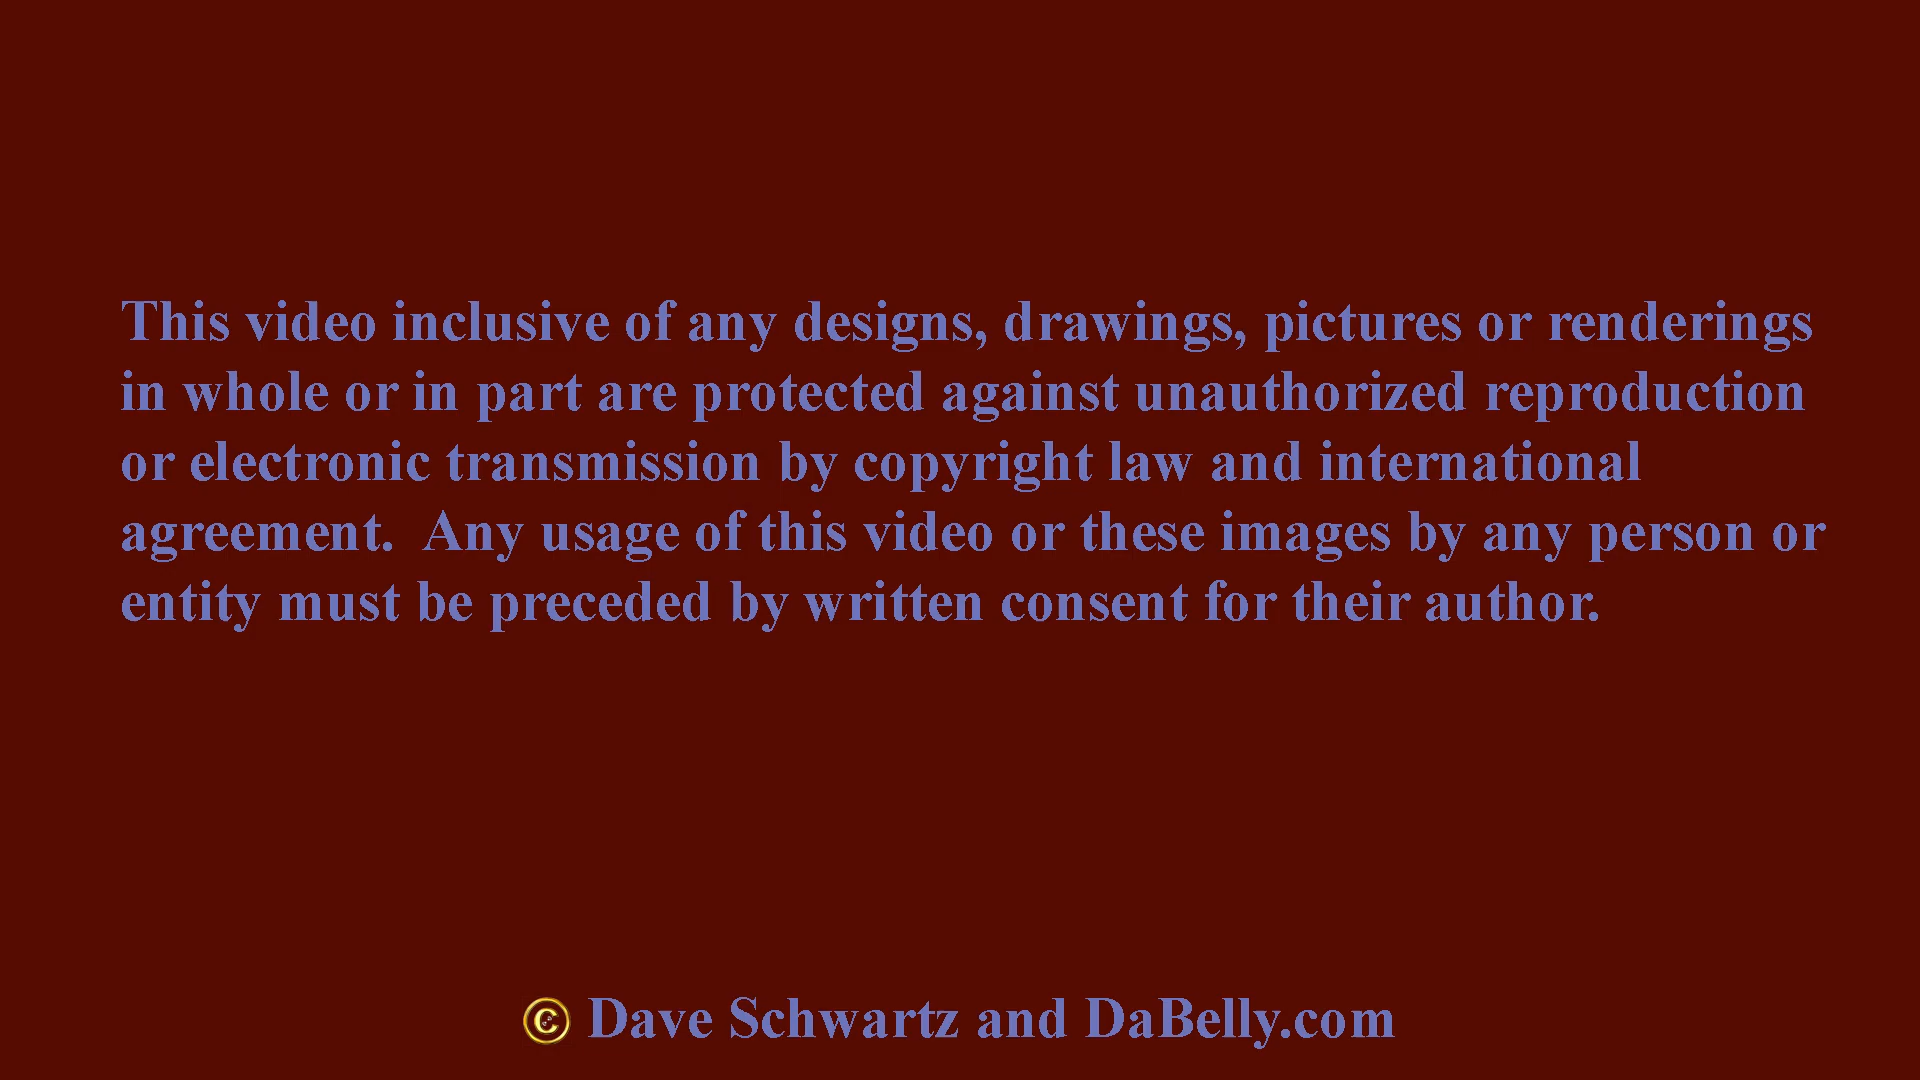 This video inclusive of any designs, drawings, pictures or renderings
in whole or in part are protected against unauthorized reproduction
or electronic transmission by copyright law and international
agreement.  Any usage of this video or these images by any person or
entity must be preceded by written consent for their author.
© Dave Schwartz and DaBelly.com